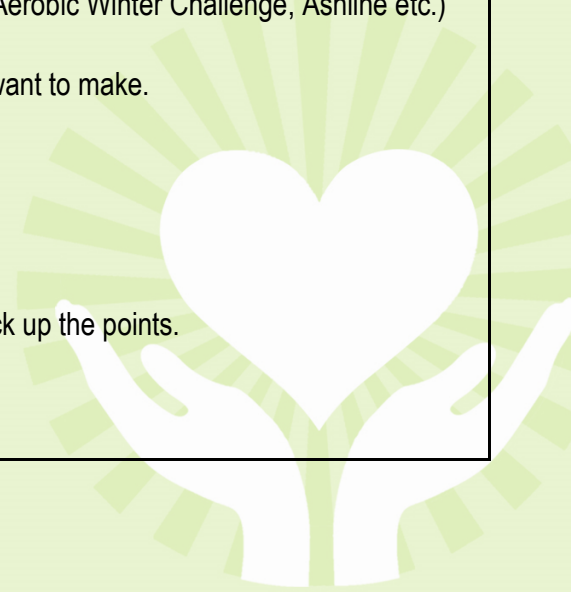 Aerobic Winter Challenge, Ashline etc.)
want to make.
ck up the points.